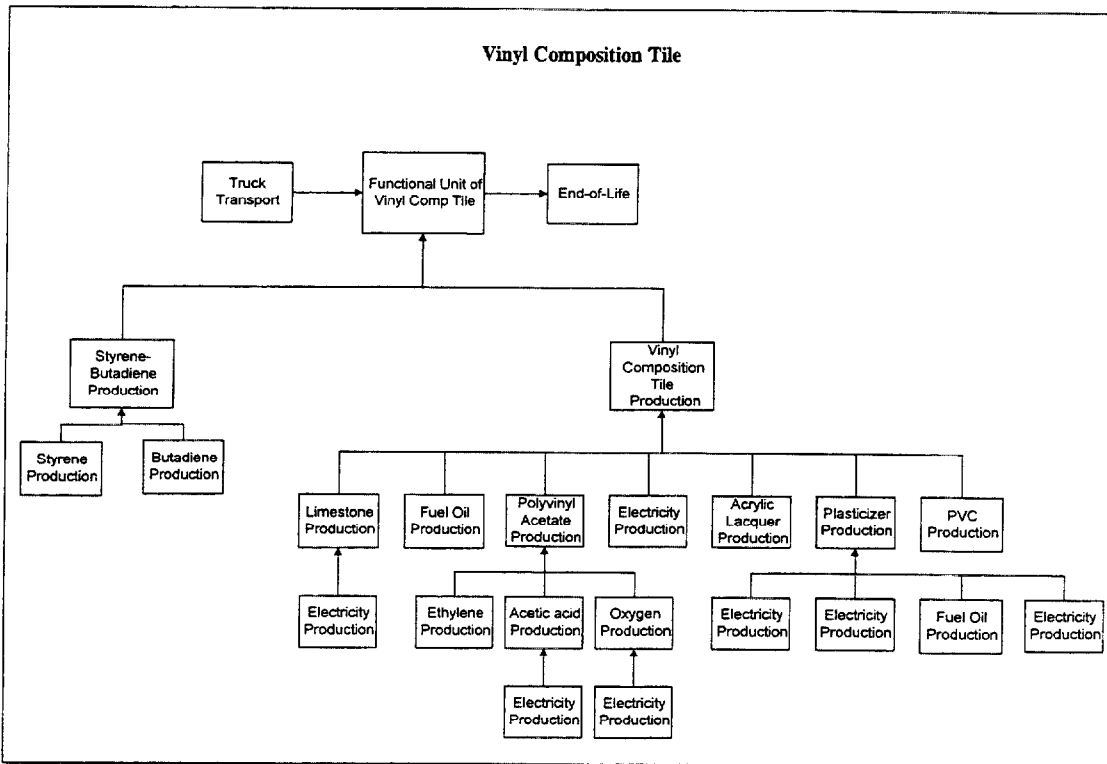 Vinyl Composition Tile
Truck
Transport
Functional Unit of
Vinyl Comp Tile
End-of-Life
Styrene-
Butadiene
Production
Vinyl
Composition
Tile
Production
Styrene
Production
Butadiene
Production
Limestone
Production
Fuel Oil
Production
Polyvinyl
Acetate
Production
Electricity
Production
Acrylic
Lacquer
Production
Plasticizer
Production
PVC
Production
Electricity
Production
Ethylene
Production
Acetic acid
Production
Oxygen
Production
Electricity
Production
Electricity
Production
Fuel Oil
Production
Electricity
Production
Electricity
Production
Electricity
Production